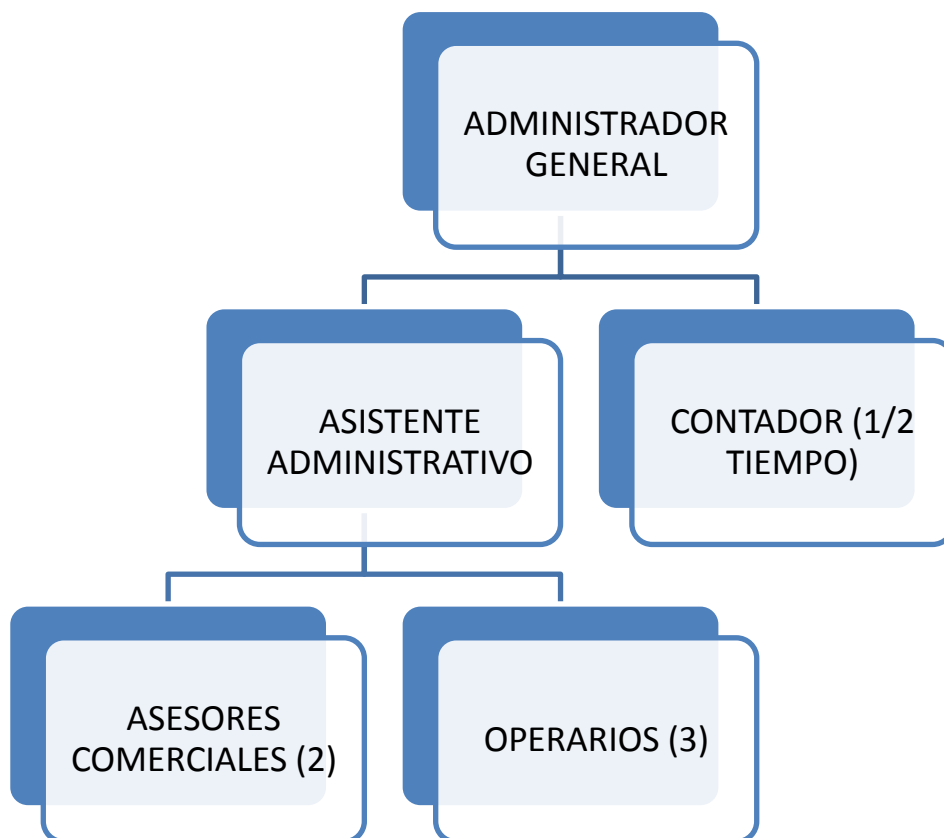 ADMINISTRADOR
GENERAL
ASISTENTE
ADMINISTRATIVO
CONTADOR (1/2
TIEMPO)
ASESORES
COMERCIALES (2)
OPERARIOS (3)